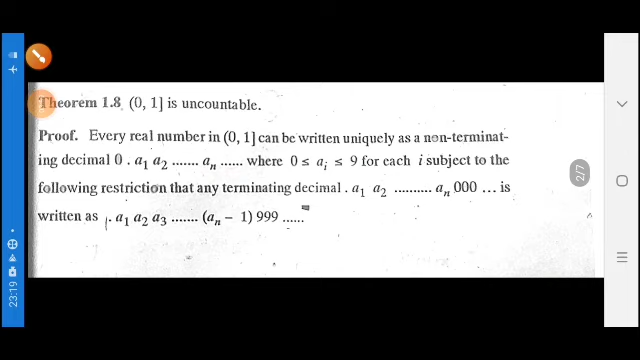 Theorem 1.8. (0, 1] is uncountable.
Proof. Every real number in (0, 1] can be written uniquely as a non-terminat-
ing decimal 0 . a₁ a₂ ....... aₙ ...... where 0 ≤ aᵢ ≤ 9 for each i subject to the
following restriction that any terminating decimal . a₁ a₂ .......... aₙ 000 ... is
written as . a₁ a₂ a₃ ....... (aₙ − 1) 999 ......
2/7
23:19